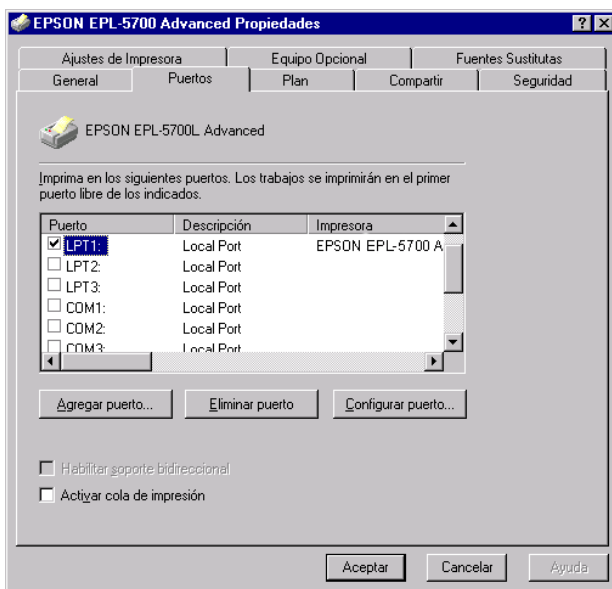 EPSON EPL-5700 Advanced Propiedades
Ajustes de Impresora Equipo Opcional Fuentes Sustitutas
General Puertos Plan Compartir Seguridad
EPSON EPL-5700L Advanced
Imprima en los siguientes puertos. Los trabajos se imprimirán en el primer
puerto libre de los indicados.
Puerto Descripción Impresora
LPT1: Local Port EPSON EPL-5700 A
LPT2: Local Port
LPT3: Local Port
COM1: Local Port
COM2: Local Port
COM3: Local Port
Agregar puerto... Eliminar puerto Configurar puerto...
Habilitar soporte bidireccional
Activar cola de impresión
Aceptar Cancelar Ayuda